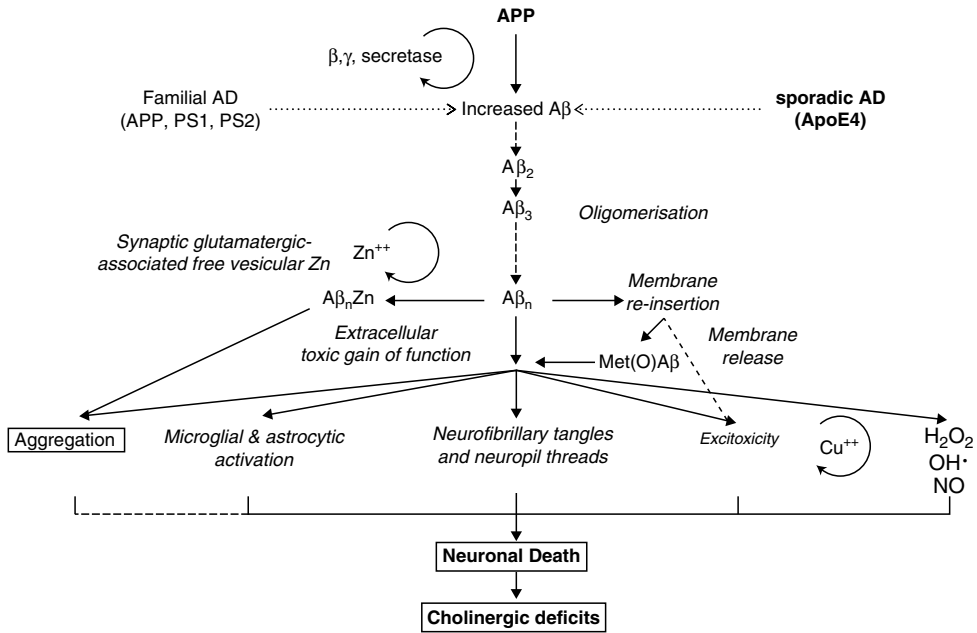 APP
β,γ, secretase
Familial AD
(APP, PS1, PS2)
Increased Aβ
sporadic AD
(ApoE4)
Aβ₂
Aβ₃
Oligomerisation
Synaptic glutamatergic-
associated free vesicular Zn
Zn⁺⁺
AβₙZn
Aβₙ
Membrane
re-insertion
Extracellular
toxic gain of function
Membrane
release
Met(O)Aβ
Aggregation
Microglial & astrocytic
activation
Neurofibrillary tangles
and neuropil threads
Excitoxicity
Cu⁺⁺
H₂O₂
OH·
NO
Neuronal Death
Cholinergic deficits